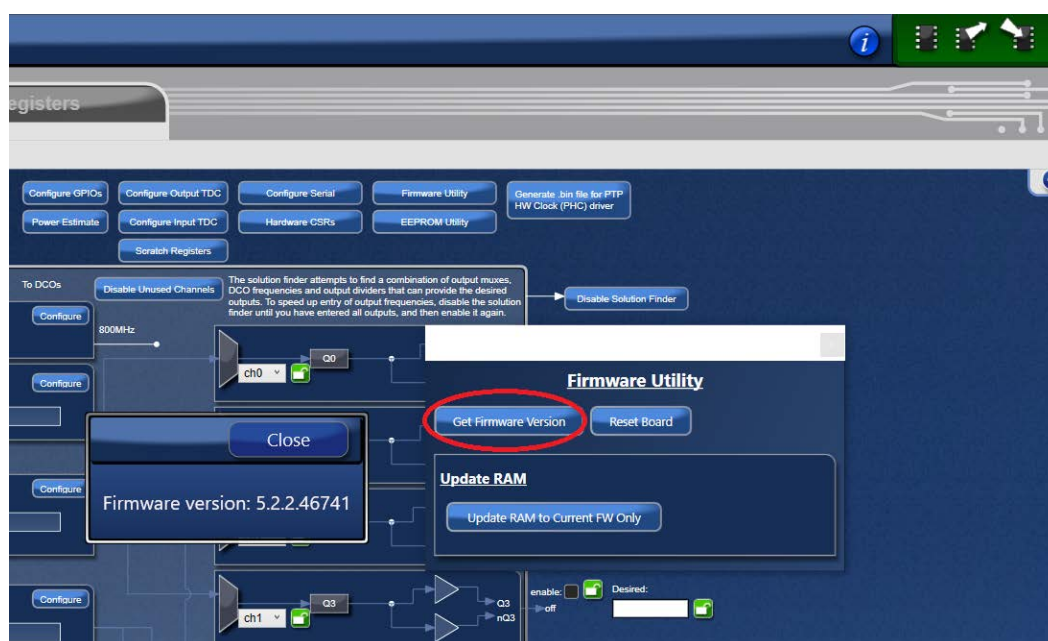 egisters
Configure GPIOs
Configure Output TDC
Configure Serial
Firmware Utility
Generate .bin file for PTP
HW Clock (PHC) driver
Power Estimate
Configure Input TDC
Hardware CSRs
EEPROM Utility
Scratch Registers
To DCOs
Disable Unused Channels
The solution finder attempts to find a combination of output muxes,
DCO frequencies and output dividers that can provide the desired
outputs. To speed up entry of output frequencies, disable the solution
finder until you have entered all outputs, and then enable it again.
Disable Solution Finder
Configure
800MHz
Q0
ch0
Configure
Firmware Utility
Get Firmware Version
Reset Board
Close
Firmware version: 5.2.2.46741
Configure
Update RAM
Update RAM to Current FW Only
Configure
Q3
ch1
Q3
nQ3
enable:
off
Desired: